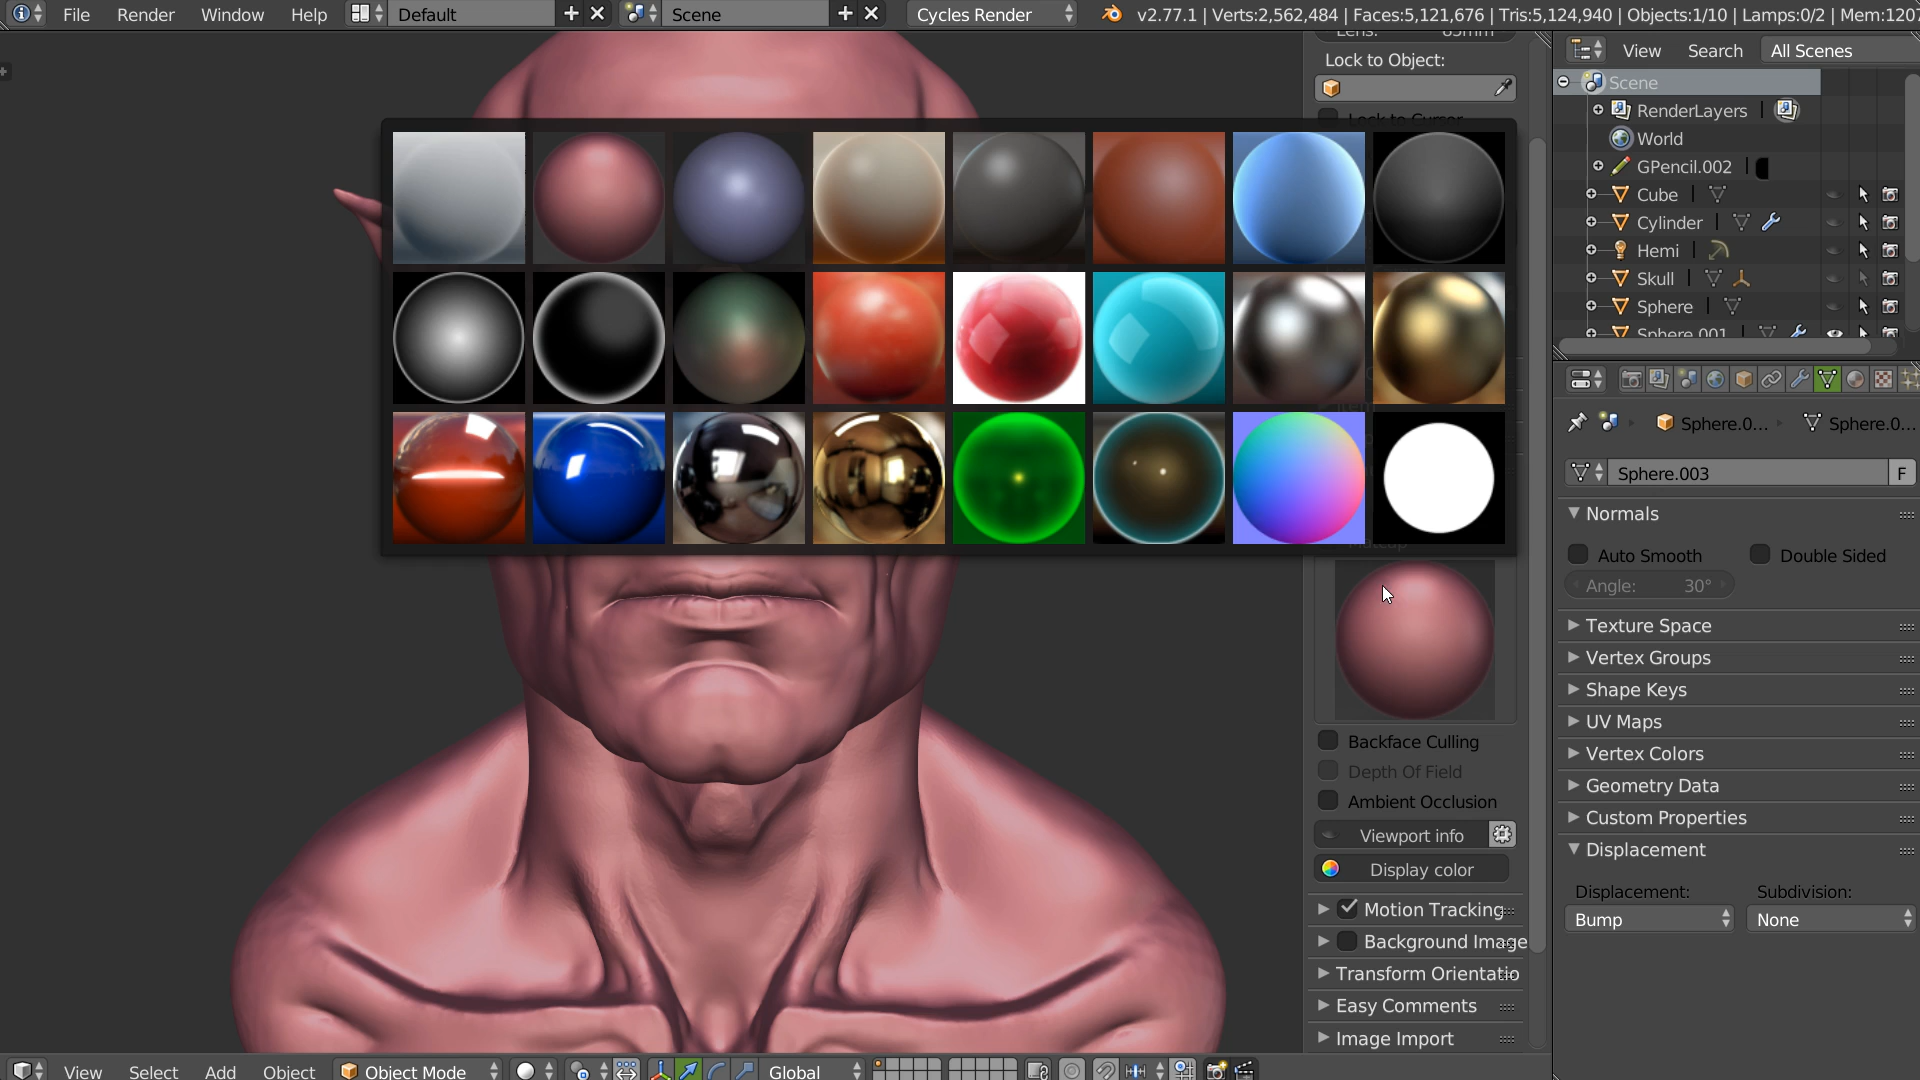 File Render Window Help Default Scene Cycles Render v2.77.1 | Verts:2,562,484 | Faces:5,121,676 | Tris:5,124,940 | Objects:1/10 | Lamps:0/2 | Mem:1207
Lens: 85mm
Lock to Object:
Lock to Cursor
Matcap
Backface Culling
Depth Of Field
Ambient Occlusion
Viewport info
Display color
Motion Tracking
Background Image
Transform Orientatio
Easy Comments
Image Import
View Search All Scenes
Scene
RenderLayers
World
GPencil.002
Cube
Cylinder
Hemi
Skull
Sphere
Sphere.001
Sphere.0... Sphere.0...
Sphere.003 F
Normals
Auto Smooth Double Sided
Angle: 30°
Texture Space
Vertex Groups
Shape Keys
UV Maps
Vertex Colors
Geometry Data
Custom Properties
Displacement
Displacement: Subdivision:
Bump None
View Select Add Object Object Mode Global